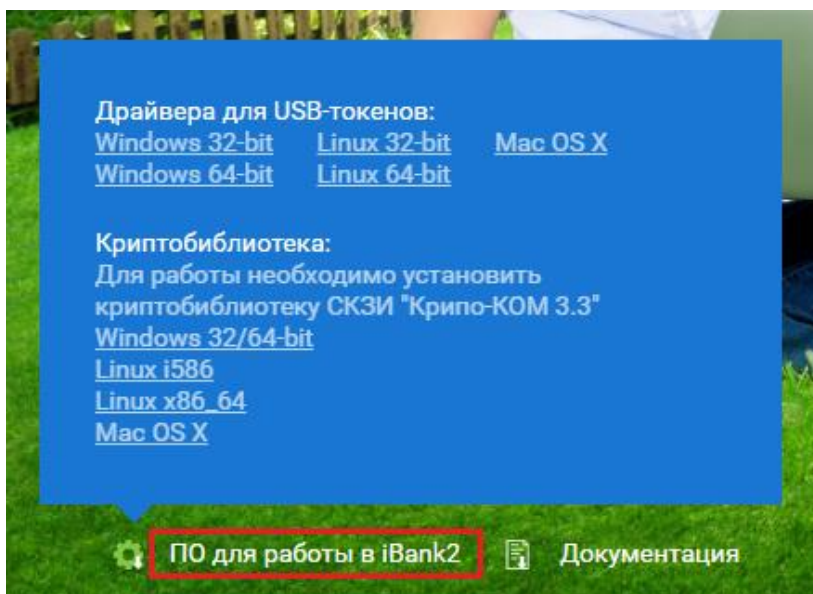 Драйвера для USB-токенов:
Windows 32-bit Linux 32-bit Mac OS X
Windows 64-bit Linux 64-bit
Криптобиблиотека:
Для работы необходимо установить
криптобиблиотеку СКЗИ "Крипо-КОМ 3.3"
Windows 32/64-bit
Linux i586
Linux x86_64
Mac OS X
ПО для работы в iBank2 Документация